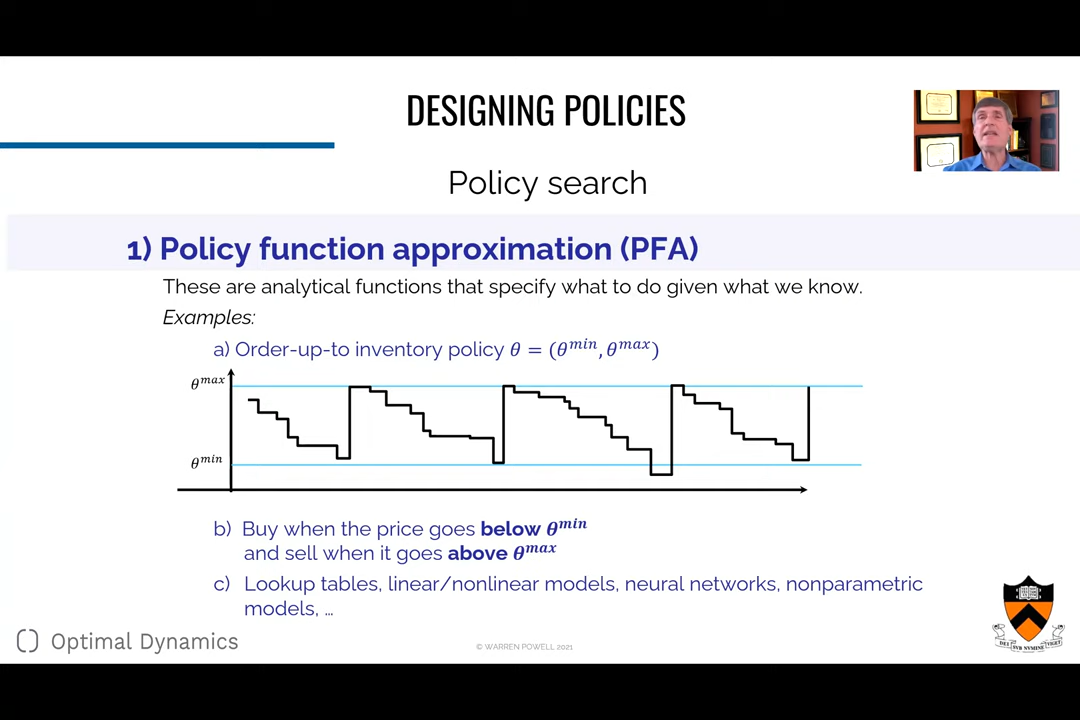 DESIGNING POLICIES
Policy search
1) Policy function approximation (PFA)
These are analytical functions that specify what to do given what we know.
Examples:
a) Order-up-to inventory policy θ = (θ^min, θ^max)
θ^max
θ^min
b) Buy when the price goes below θ^min
and sell when it goes above θ^max
c) Lookup tables, linear/nonlinear models, neural networks, nonparametric
models, ...
Optimal Dynamics
© WARREN POWELL 2021